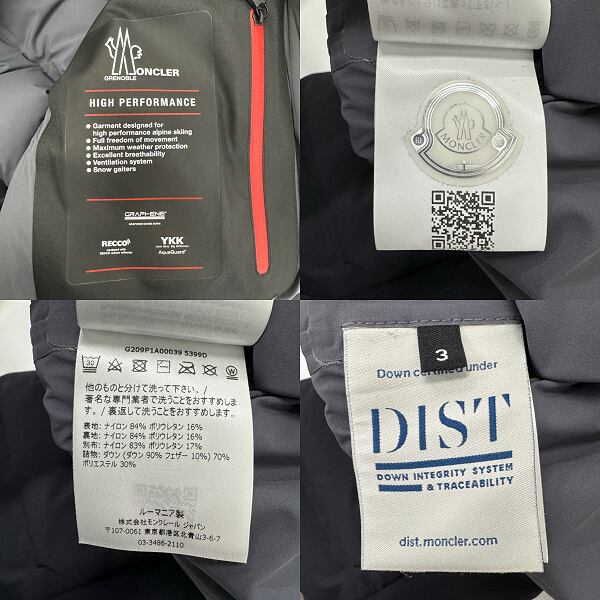 MONCLER
GRENOBLE
HIGH PERFORMANCE
Garment designed for
high performance alpine skiing
Full freedom of movement
Maximum weather protection
Excellent breathability
Ventilation system
Snow gaiters
GRAPHENE
RECCO
YKK
AquaGuard
MONCLER
G209P1A00039 5399D
30
他のものと分けて洗って下さい。/
著名な専門業者で洗うことをおすすめしま
す。/ 裏返して洗うことをおすすめします。
表地: ナイロン 84% ポリウレタン 16%
裏地: ナイロン 84% ポリウレタン 16%
別布: ナイロン 83% ポリウレタン 17%
詰物: ダウン (ダウン 90% フェザー 10%) 70%
ポリエステル 30%
ルーマニア製
株式会社モンクレール ジャパン
〒107-0061 東京都港区北青山3-6-7
03-3486-2110
3
Down certified under
DIST
DOWN INTEGRITY SYSTEM
& TRACEABILITY
dist.moncler.com